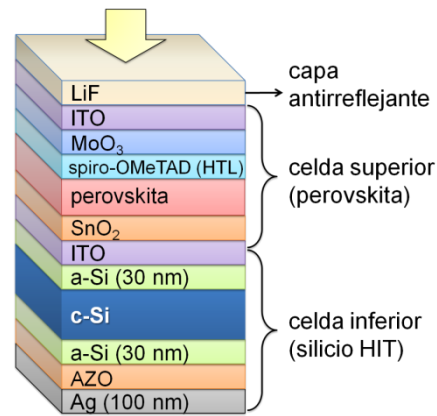 LiF
ITO
MoO₃
spiro-OMeTAD (HTL)
perovskita
SnO₂
ITO
a-Si (30 nm)
c-Si
a-Si (30 nm)
AZO
Ag (100 nm)
capa
antirreflejante
celda superior
(perovskita)
celda inferior
(silicio HIT)